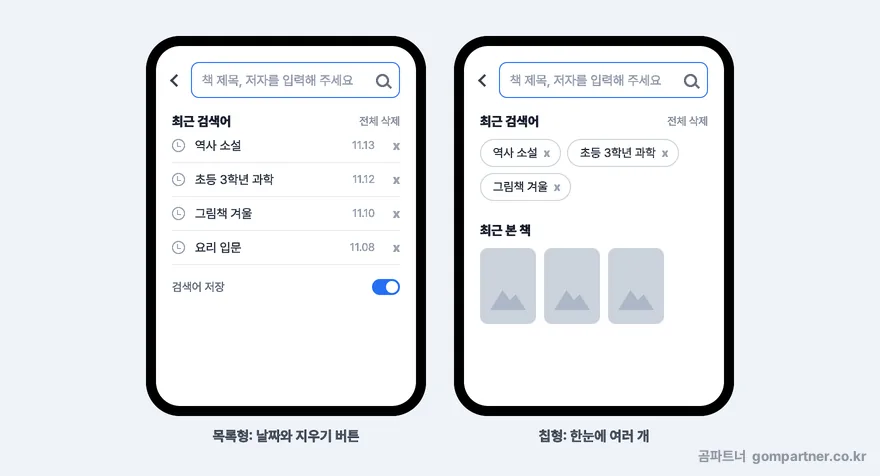 책 제목, 저자를 입력해 주세요
최근 검색어 전체 삭제
역사 소설 11.13 x
초등 3학년 과학 11.12 x
그림책 겨울 11.10 x
요리 입문 11.08 x
검색어 저장
목록형: 날짜와 지우기 버튼
책 제목, 저자를 입력해 주세요
최근 검색어 전체 삭제
역사 소설 x 초등 3학년 과학 x
그림책 겨울 x
최근 본 책
칩형: 한눈에 여러 개
곰파트너 gompartner.co.kr